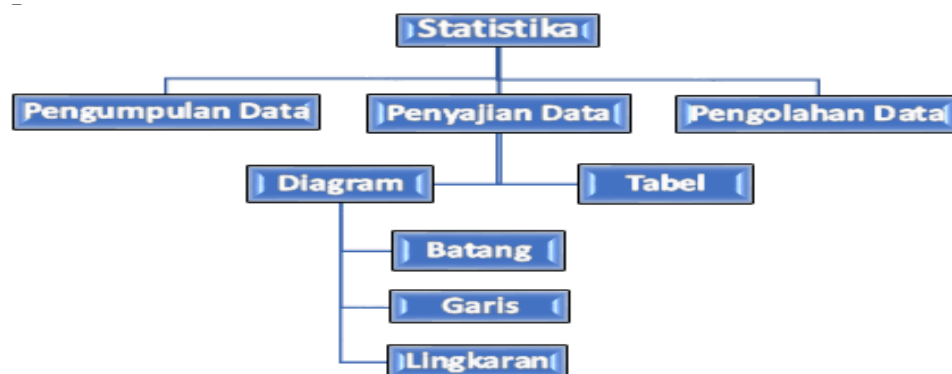 Statistika
Pengumpulan Data
Penyajian Data
Pengolahan Data
Diagram
Tabel
Batang
Garis
Lingkaran